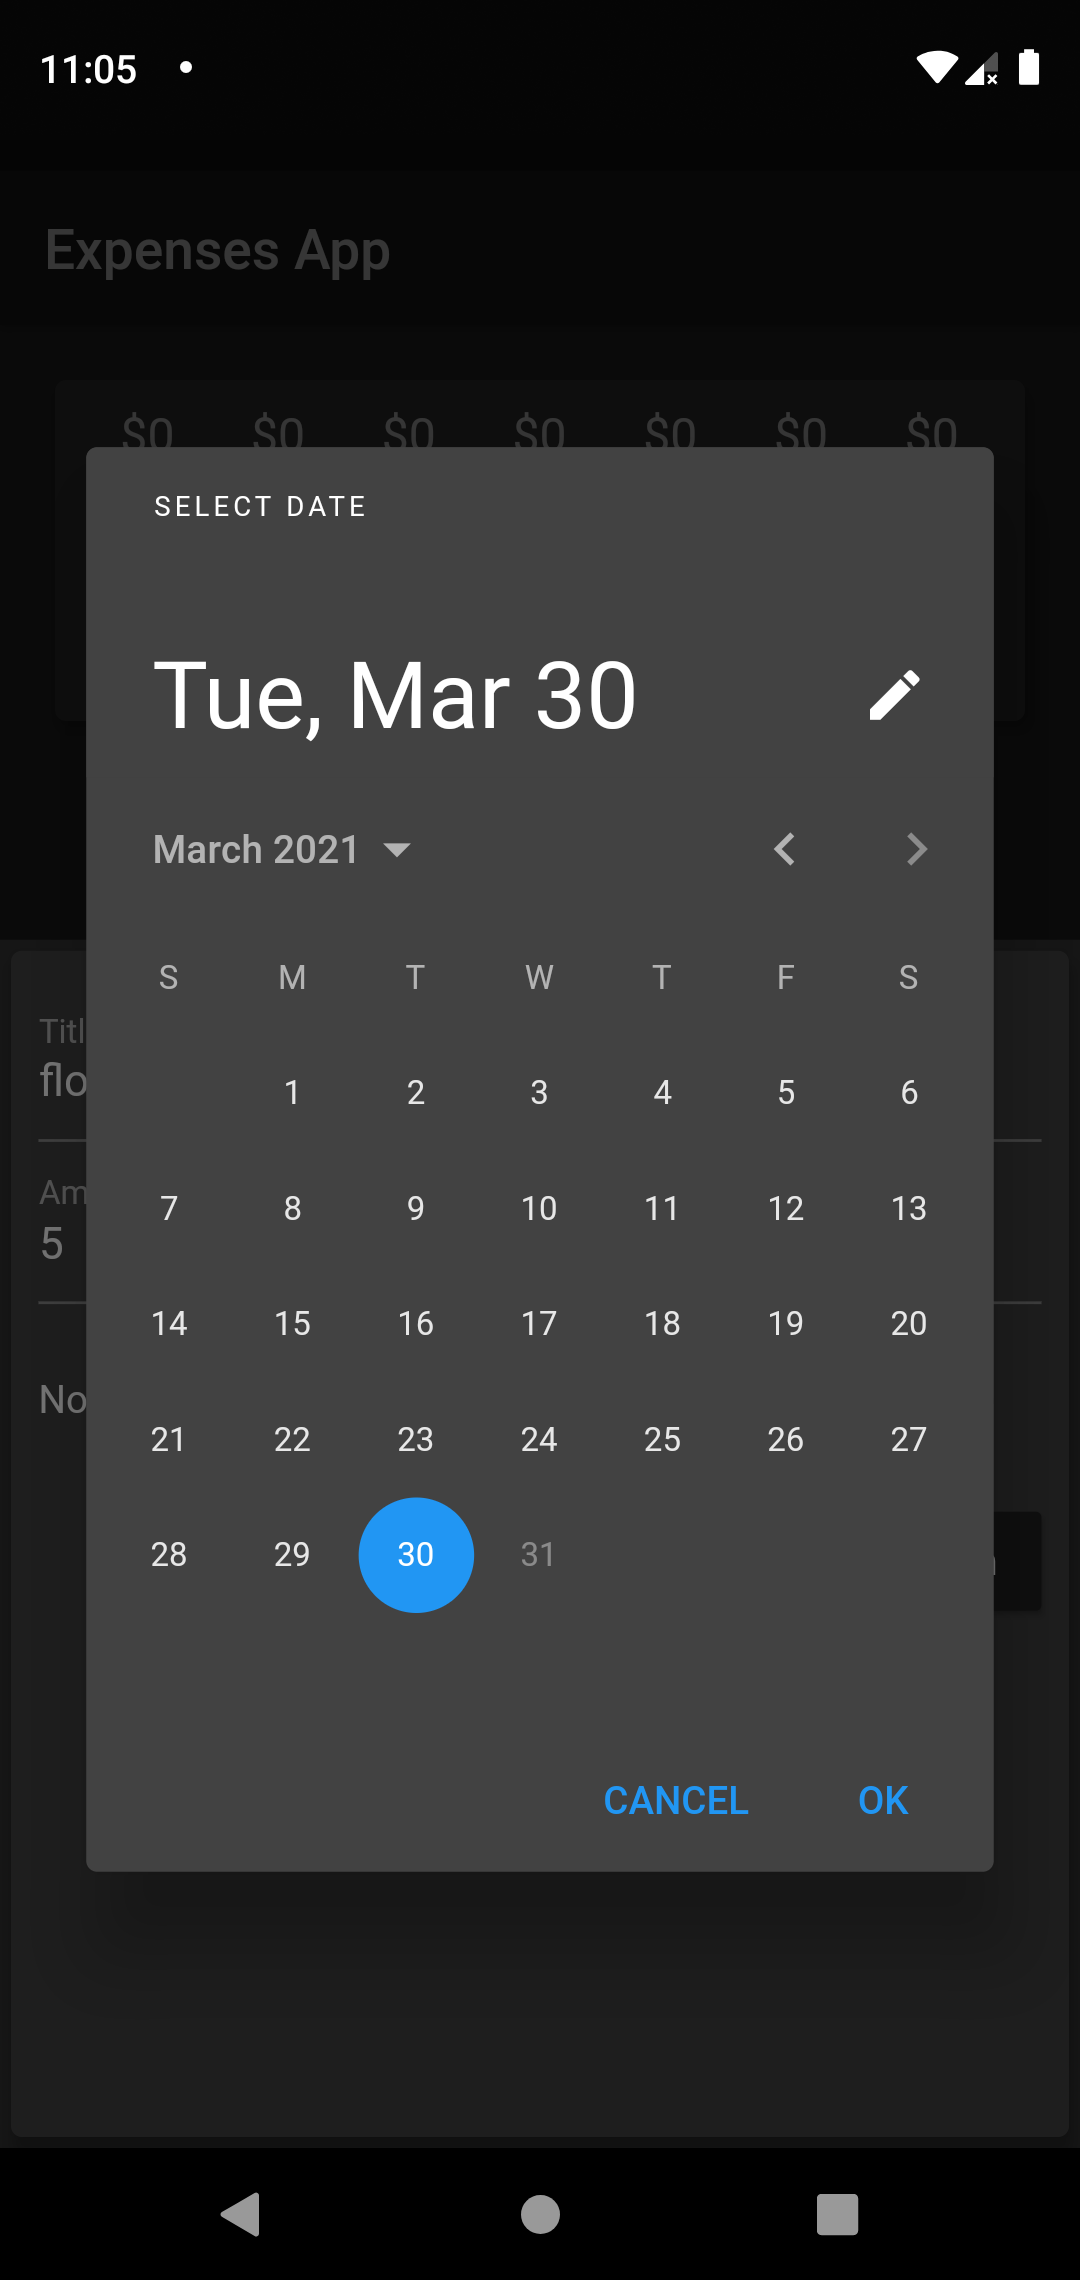 11:05
Expenses App
$0 $0 $0 $0 $0 $0 $0
SELECT DATE
Tue, Mar 30
March 2021
S M T W T F S
1 2 3 4 5 6
7 8 9 10 11 12 13
14 15 16 17 18 19 20
21 22 23 24 25 26 27
28 29 30 31
CANCEL OK
5